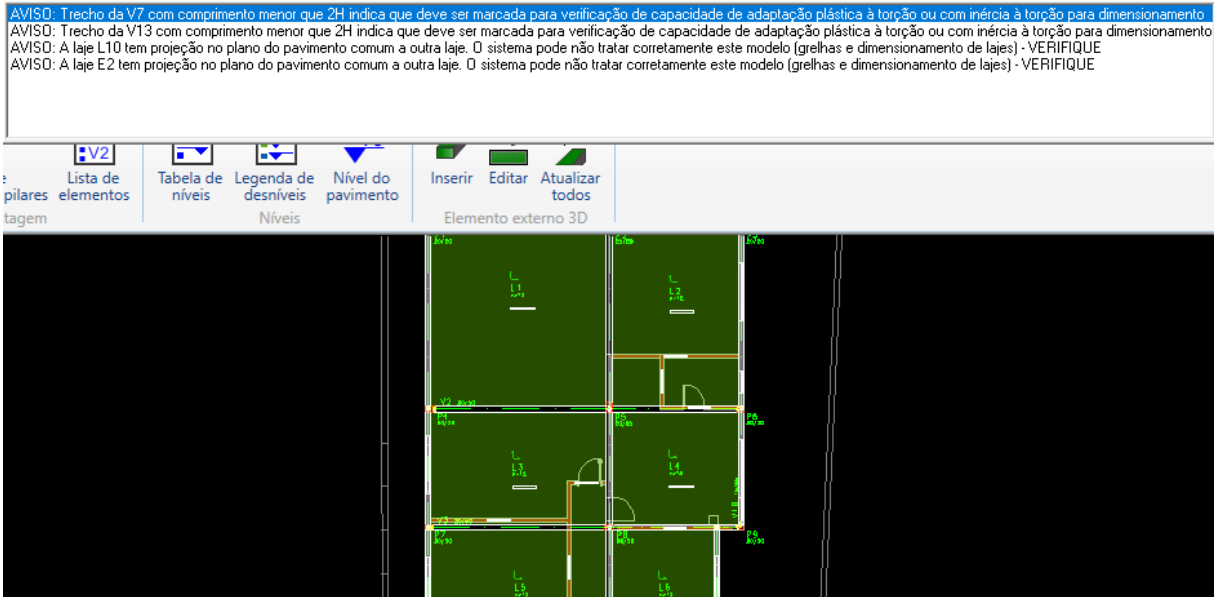 AVISO: Trecho da V7 com comprimento menor que 2H indica que deve ser marcada para verificação de capacidade de adaptação plástica à torção ou com inércia à torção para dimensionamento
AVISO: Trecho da V13 com comprimento menor que 2H indica que deve ser marcada para verificação de capacidade de adaptação plástica à torção ou com inércia à torção para dimensionamento
AVISO: A laje L10 tem projeção no plano do pavimento comum a outra laje. O sistema pode não tratar corretamente este modelo (grelhas e dimensionamento de lajes) - VERIFIQUE
AVISO: A laje E2 tem projeção no plano do pavimento comum a outra laje. O sistema pode não tratar corretamente este modelo (grelhas e dimensionamento de lajes) - VERIFIQUE
V2
Lista de Tabela de Legenda de Nível do Inserir Editar Atualizar
pilares elementos níveis desníveis pavimento todos
tagem Níveis Elemento externo 3D
L1
L2
V2
P5 P6
L3 L4
V3
P7 P8 P9
L5 L6